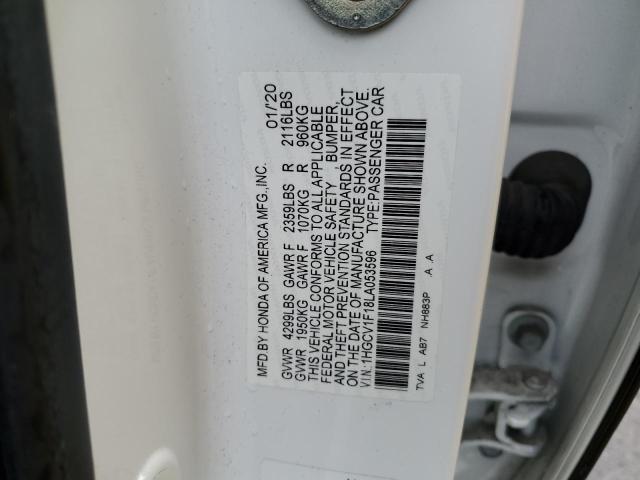 MFD BY HONDA OF AMERICA MFG.,INC. 01/'20
GVWR 4299LBS GAWR F 2359LBS R 2116LBS
GVWR 1950KG GAWR F 1070KG R 960KG
THIS VEHICLE CONFORMS TO ALL APPLICABLE
FEDERAL MOTOR VEHICLE SAFETY, BUMPER,
AND THEFT PREVENTION STANDARDS IN EFFECT
ON THE DATE OF MANUFACTURE SHOWN ABOVE.
VIN:1HGCV1F18LA053596 TYPE:PASSENGER CAR
TVA L AB7 NH883P A A